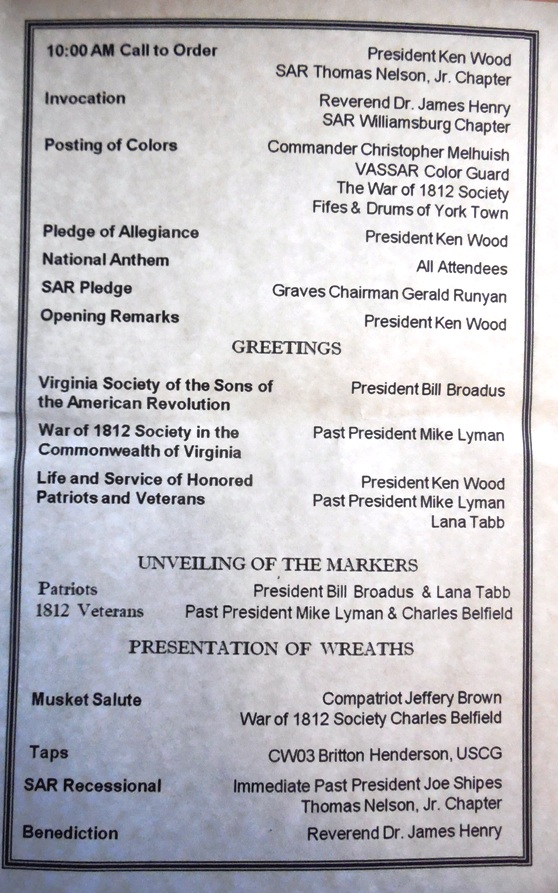 10:00 AM Call to Order President Ken Wood
SAR Thomas Nelson, Jr. Chapter
Invocation Reverend Dr. James Henry
SAR Williamsburg Chapter
Posting of Colors Commander Christopher Melhuish
VASSAR Color Guard
The War of 1812 Society
Fifes & Drums of York Town
Pledge of Allegiance President Ken Wood
National Anthem All Attendees
SAR Pledge Graves Chairman Gerald Runyan
Opening Remarks President Ken Wood
GREETINGS
Virginia Society of the Sons of President Bill Broadus
the American Revolution
War of 1812 Society in the Past President Mike Lyman
Commonwealth of Virginia
Life and Service of Honored President Ken Wood
Patriots and Veterans Past President Mike Lyman
Lana Tabb
UNVEILING OF THE MARKERS
Patriots President Bill Broadus & Lana Tabb
1812 Veterans Past President Mike Lyman & Charles Belfield
PRESENTATION OF WREATHS
Musket Salute Compatriot Jeffery Brown
War of 1812 Society Charles Belfield
Taps CW03 Britton Henderson, USCG
SAR Recessional Immediate Past President Joe Shipes
Thomas Nelson, Jr. Chapter
Benediction Reverend Dr. James Henry